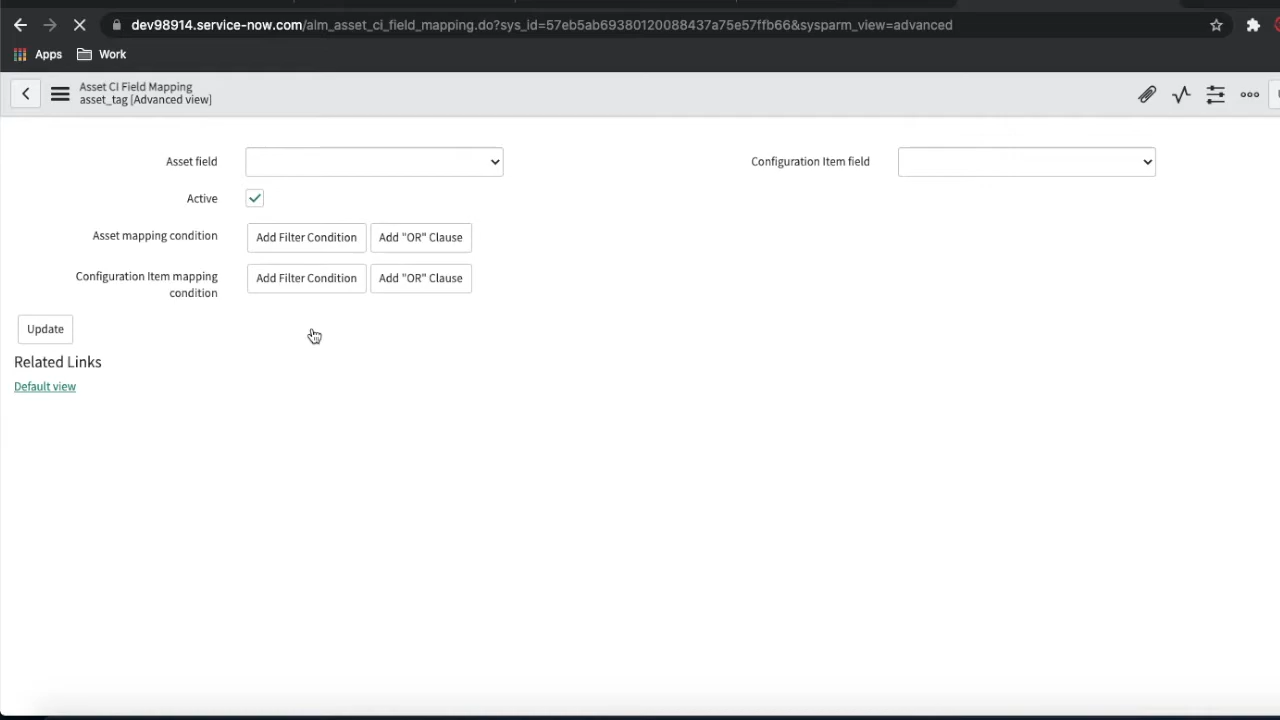 dev98914.service-now.com/alm_asset_ci_field_mapping.do?sys_id=57eb5ab69380120088437a75e57ffb66&sysparm_view=advanced
Apps
Work
Asset CI Field Mapping
asset_tag [Advanced view]
Asset field
Configuration Item field
Active
Asset mapping condition
Add Filter Condition
Add "OR" Clause
Configuration Item mapping
condition
Add Filter Condition
Add "OR" Clause
Update
Related Links
Default view